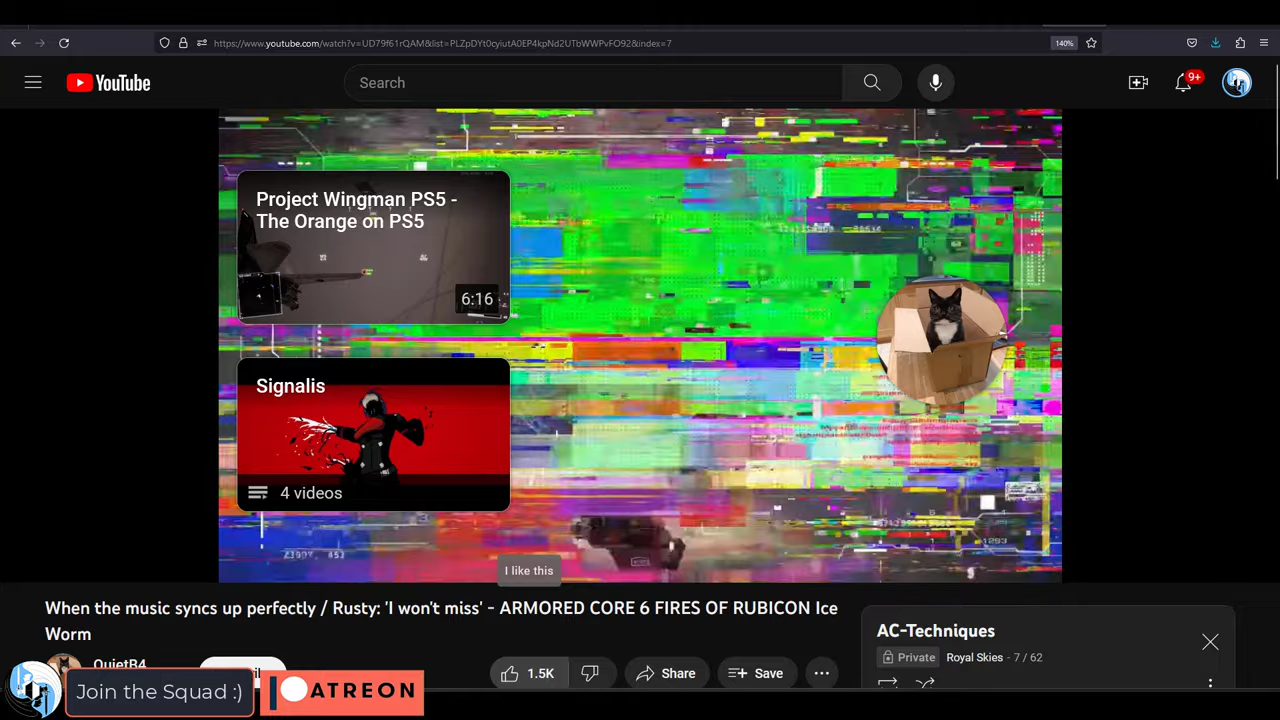 https://www.youtube.com/watch?v=UD79f61rQAM&list=PLZpDYt0cyiutA0EP4kpNd2UTbWWPvFO92&index=7
140%
YouTube
Search
9+
Project Wingman PS5 -
The Orange on PS5
6:16
Signalis
4 videos
I like this
When the music syncs up perfectly / Rusty: 'I won't miss' - ARMORED CORE 6 FIRES OF RUBICON Ice
Worm
QuietB4
1.5K
Share
Save
AC-Techniques
Private
Royal Skies - 7 / 62
Join the Squad :)
PATREON